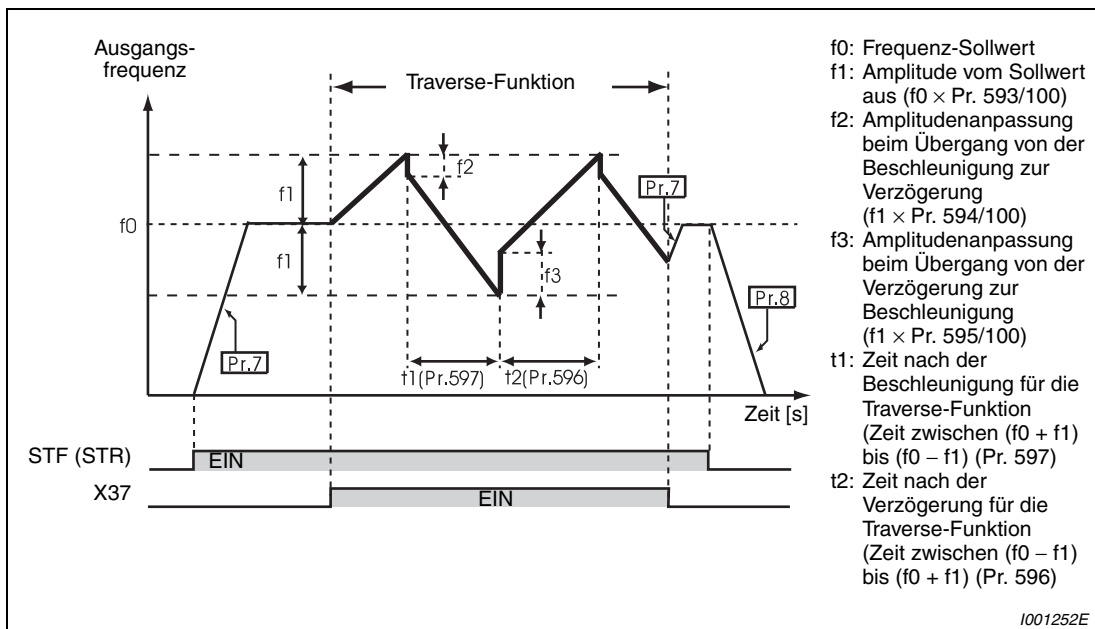 Ausgangs-
frequenz
Traverse-Funktion
f1
f2
f0
f1
f3
Pr.7
Pr.7
Pr.8
t1(Pr.597)
t2(Pr.596)
Zeit [s]
STF (STR)
EIN
X37
EIN
f0: Frequenz-Sollwert
f1: Amplitude vom Sollwert
aus (f0 × Pr. 593/100)
f2: Amplitudenanpassung
beim Übergang von der
Beschleunigung zur
Verzögerung
(f1 × Pr. 594/100)
f3: Amplitudenanpassung
beim Übergang von der
Verzögerung zur
Beschleunigung
(f1 × Pr. 595/100)
t1: Zeit nach der
Beschleunigung für die
Traverse-Funktion
(Zeit zwischen (f0 + f1)
bis (f0 – f1) (Pr. 597)
t2: Zeit nach der
Verzögerung für die
Traverse-Funktion
(Zeit zwischen (f0 – f1)
bis (f0 + f1) (Pr. 596)
I001252E